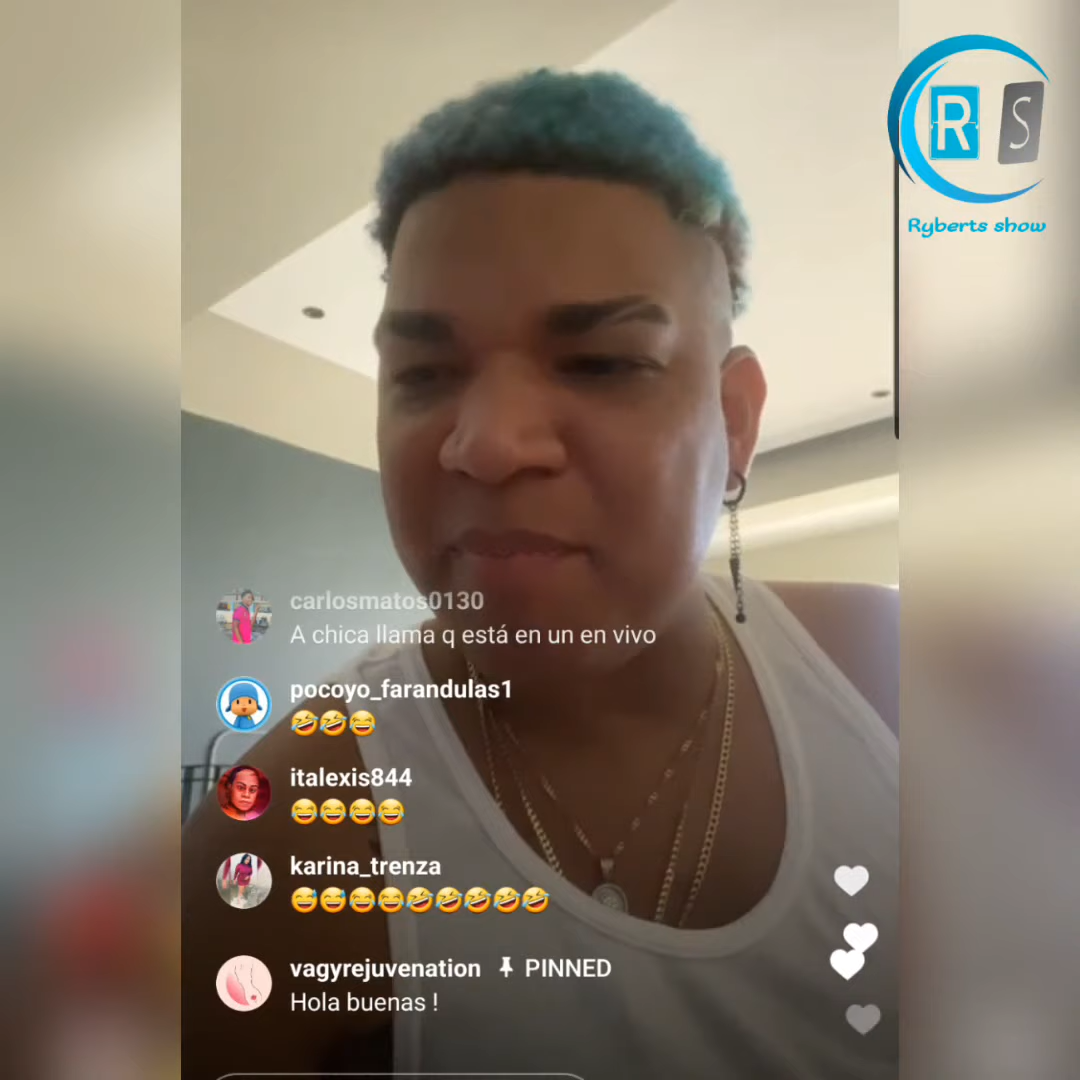 R S
Ryberts show
carlosmatos0130
A chica llama q está en un en vivo
pocoyo_farandulas1
🤣🤣😂
italexis844
😂😂😂😂
karina_trenza
😅😅😂😂🤣🤣🤣🤣🤣
vagyrejuvenation PINNED
Hola buenas !